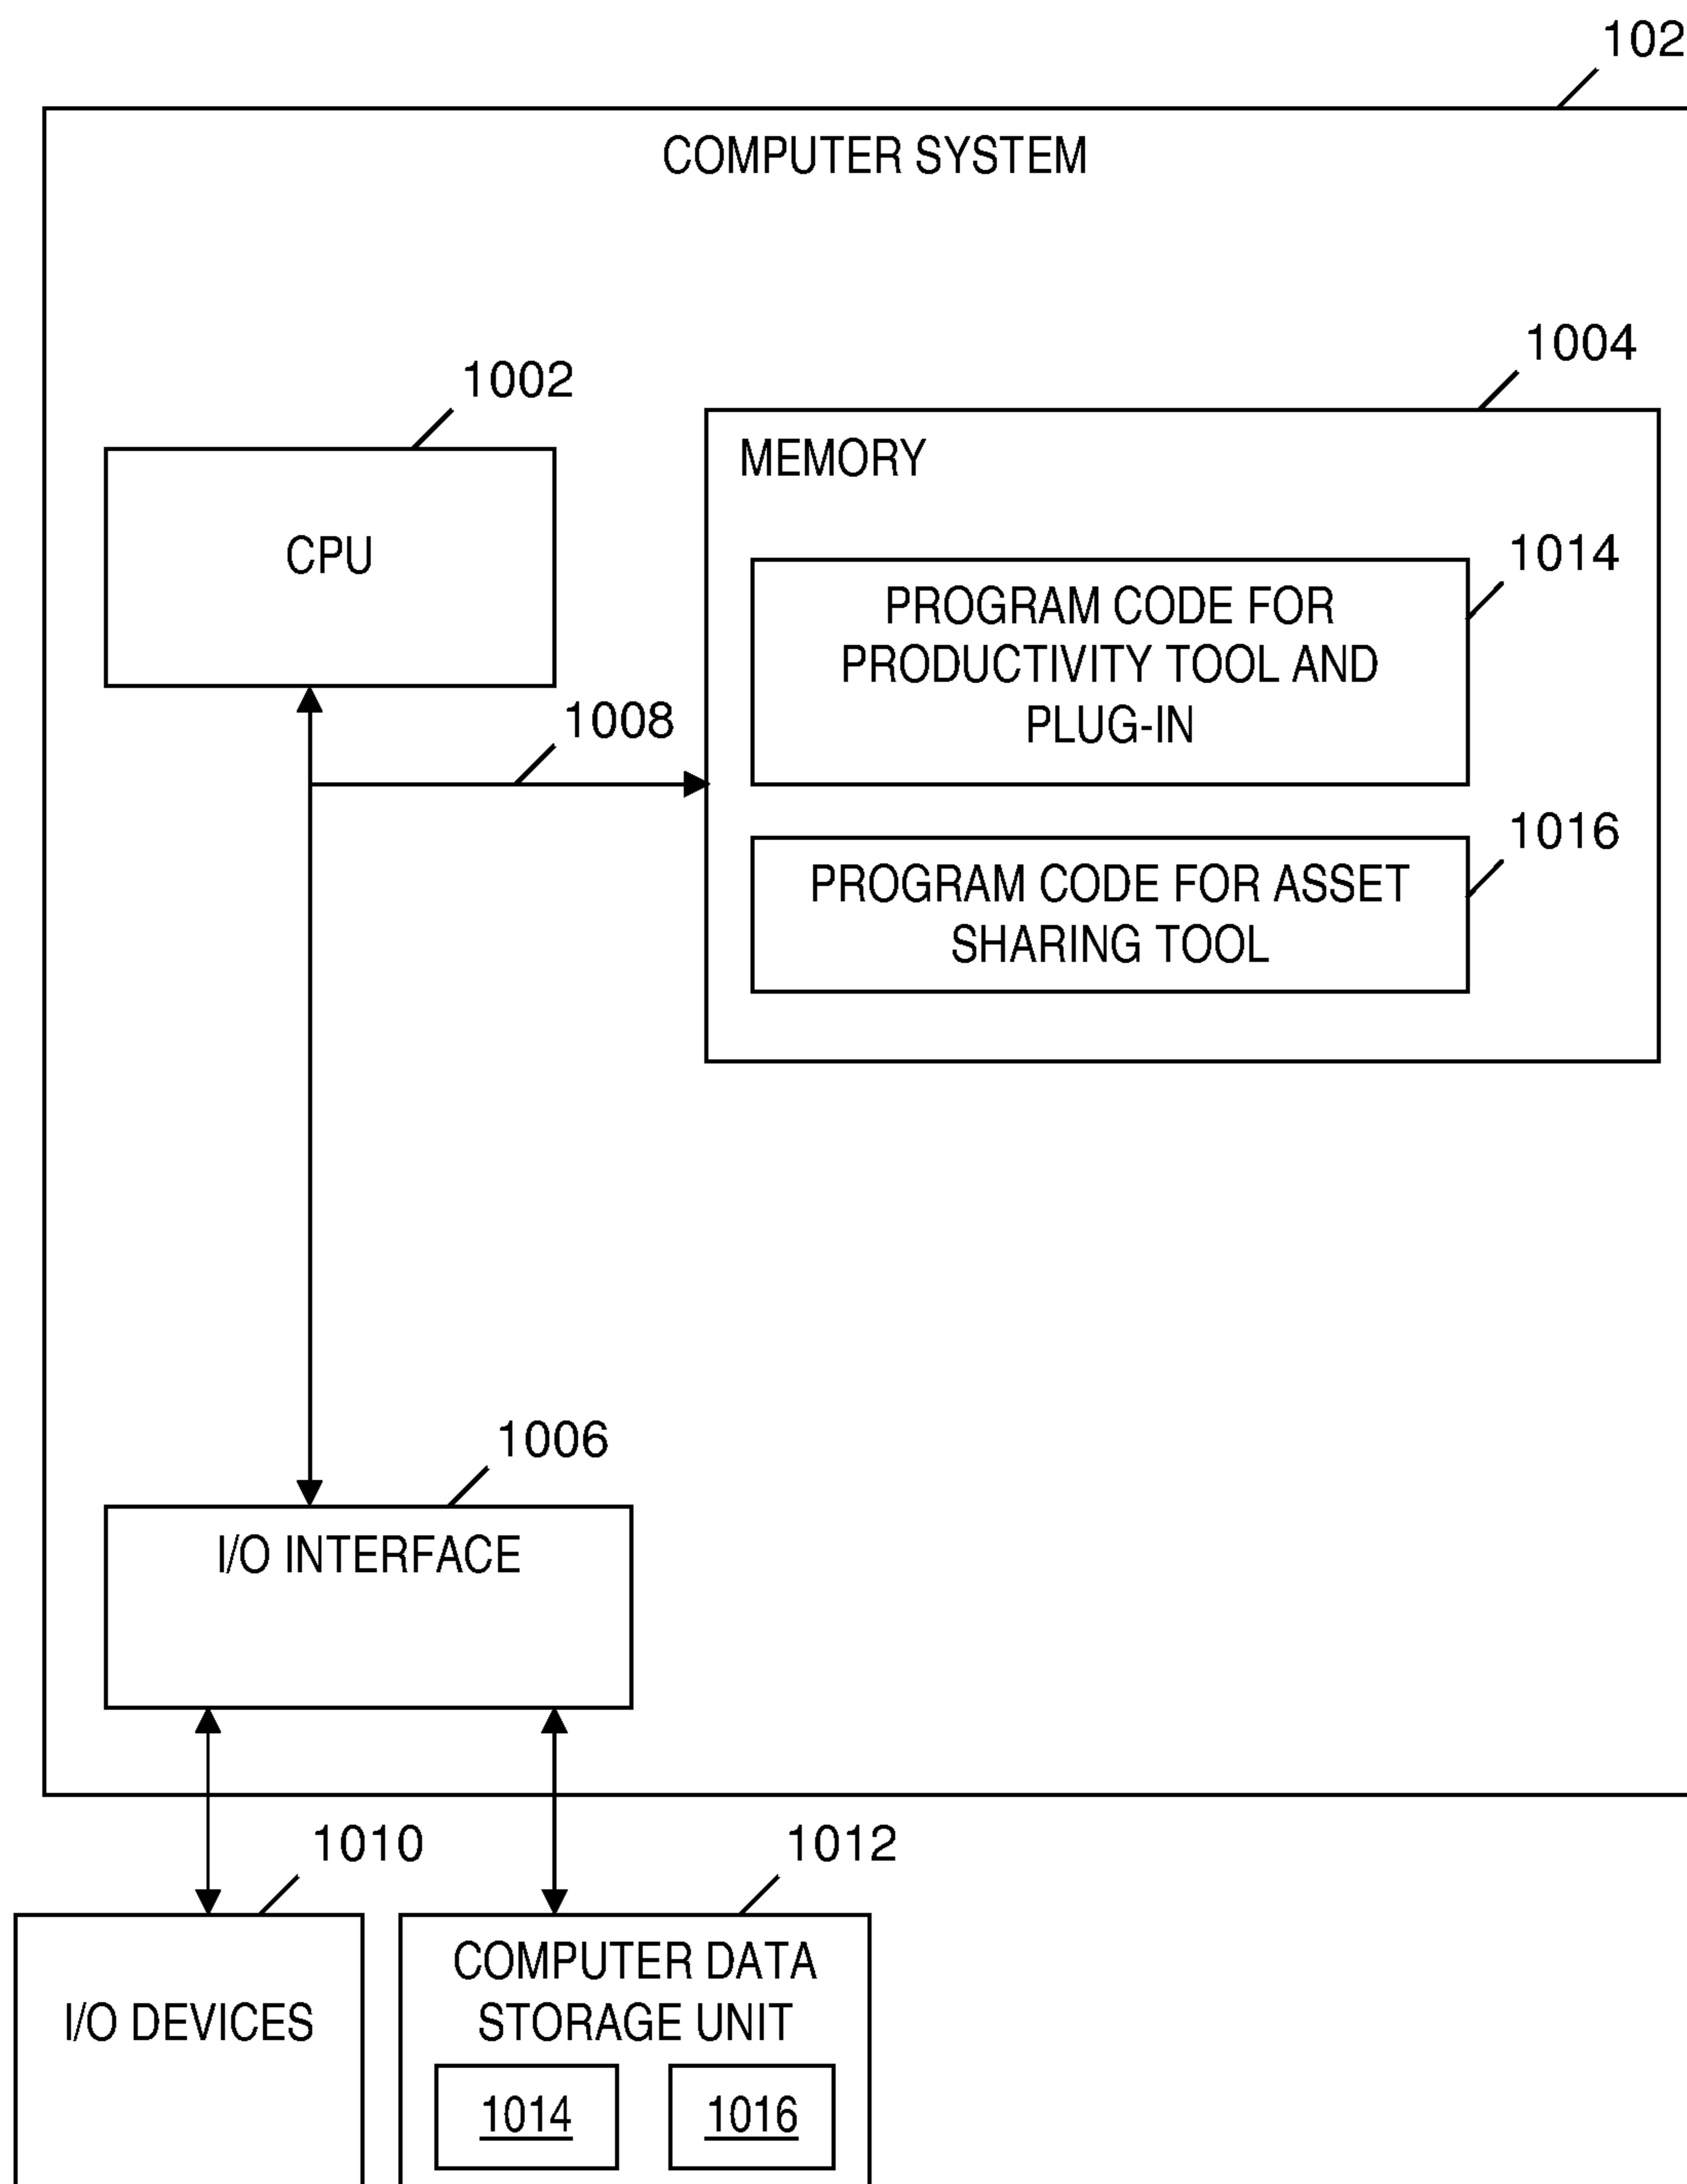 102
COMPUTER SYSTEM
1004
1002
MEMORY
CPU
1014
PROGRAM CODE FOR
PRODUCTIVITY TOOL AND
PLUG-IN
1008
1016
PROGRAM CODE FOR ASSET
SHARING TOOL
1006
I/O INTERFACE
1010
1012
I/O DEVICES
COMPUTER DATA
STORAGE UNIT
1014
1016